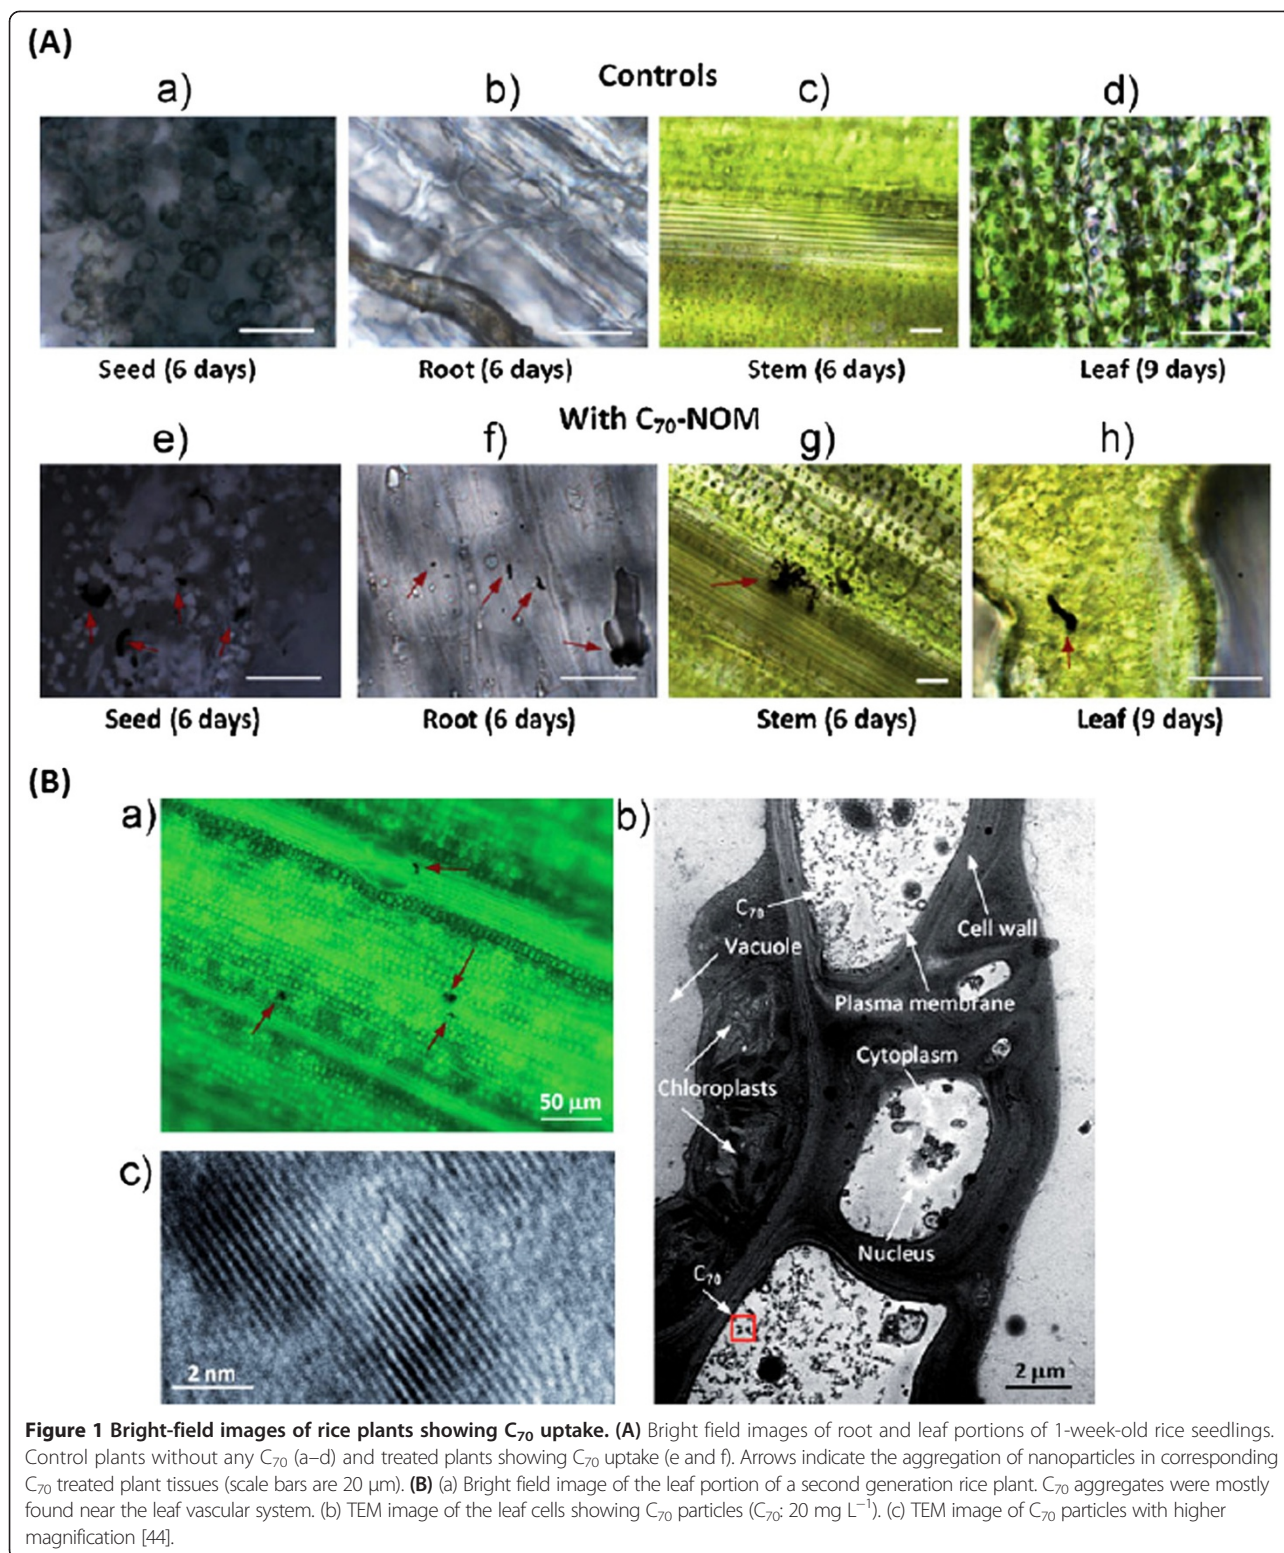 (A)
Controls
a)
b)
c)
d)
Seed (6 days)
Root (6 days)
Stem (6 days)
Leaf (9 days)
With C₇₀-NOM
e)
f)
g)
h)
Seed (6 days)
Root (6 days)
Stem (6 days)
Leaf (9 days)
(B)
a)
50 μm
b)
C₇₀
Vacuole
Cell wall
Plasma membrane
Cytoplasm
Chloroplasts
Nucleus
C₇₀
2 μm
c)
2 nm
Figure 1 Bright-field images of rice plants showing C₇₀ uptake. (A) Bright field images of root and leaf portions of 1-week-old rice seedlings.
Control plants without any C₇₀ (a–d) and treated plants showing C₇₀ uptake (e and f). Arrows indicate the aggregation of nanoparticles in corresponding
C₇₀ treated plant tissues (scale bars are 20 μm). (B) (a) Bright field image of the leaf portion of a second generation rice plant. C₇₀ aggregates were mostly
found near the leaf vascular system. (b) TEM image of the leaf cells showing C₇₀ particles (C₇₀: 20 mg L⁻¹). (c) TEM image of C₇₀ particles with higher
magnification [44].